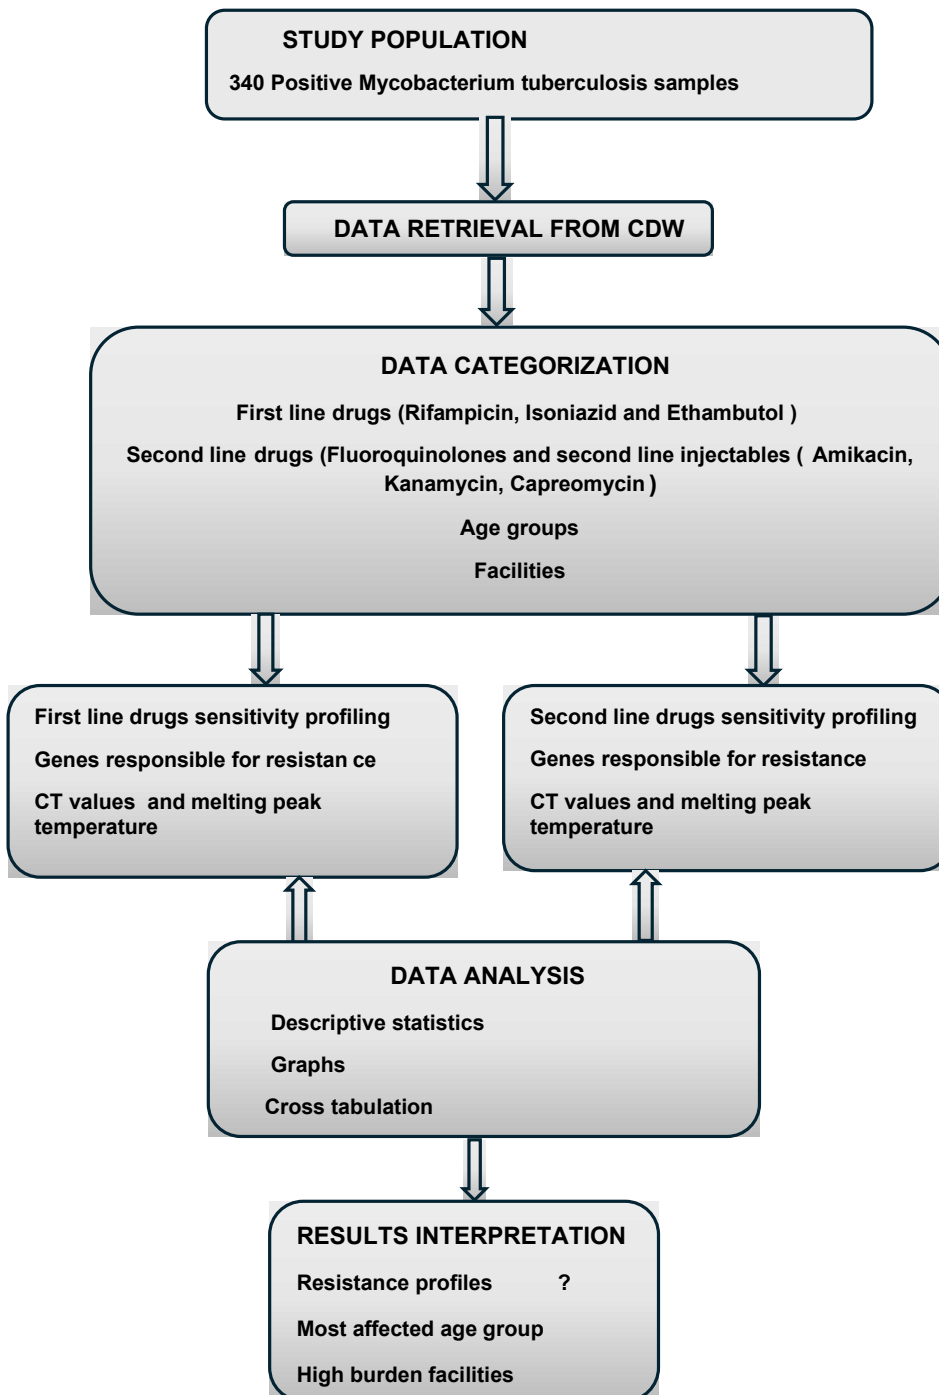 STUDY POPULATION
340 Positive Mycobacterium tuberculosis samples
DATA RETRIEVAL FROM CDW
DATA CATEGORIZATION
First line drugs (Rifampicin, Isoniazid and Ethambutol )
Second line drugs (Fluoroquinolones and second line injectables ( Amikacin,
Kanamycin, Capreomycin )
Age groups
Facilities
First line drugs sensitivity profiling
Genes responsible for resistan ce
CT values and melting peak
temperature
Second line drugs sensitivity profiling
Genes responsible for resistance
CT values and melting peak
temperature
DATA ANALYSIS
Descriptive statistics
Graphs
Cross tabulation
RESULTS INTERPRETATION
Resistance profiles ?
Most affected age group
High burden facilities